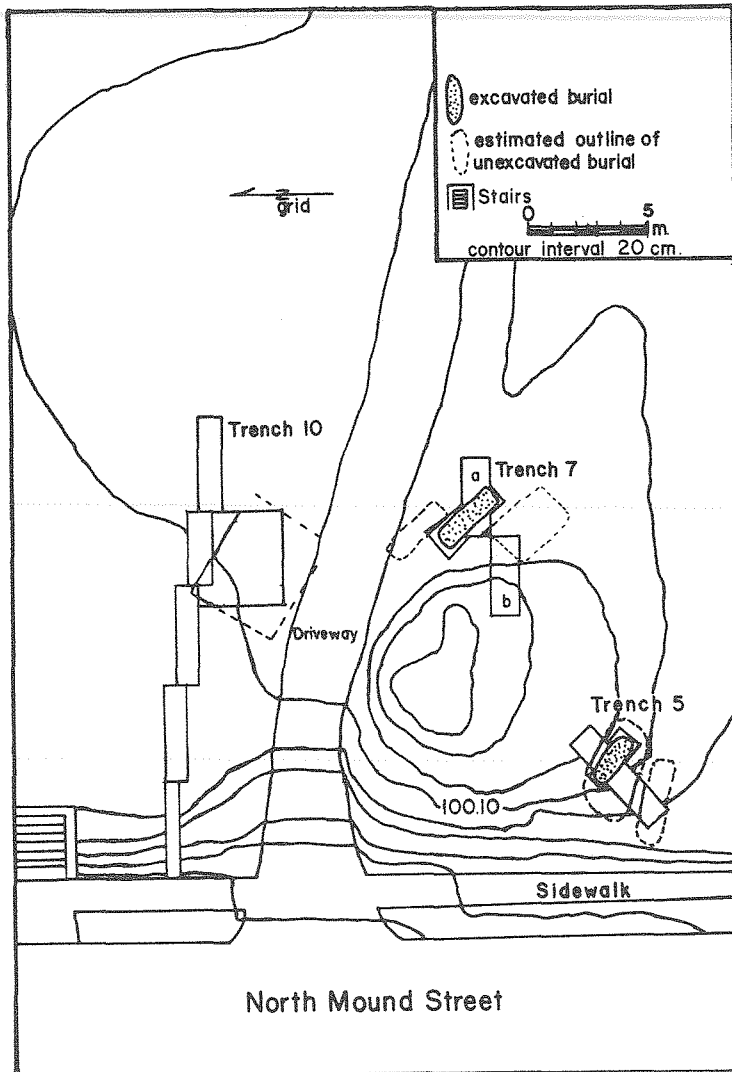 excavated burial
estimated outline of
unexcavated burial
Stairs
0 5
m.
contour interval 20 cm.
N
grid
Trench 10
a
Trench 7
b
Driveway
Trench 5
100.10
Sidewalk
North Mound Street